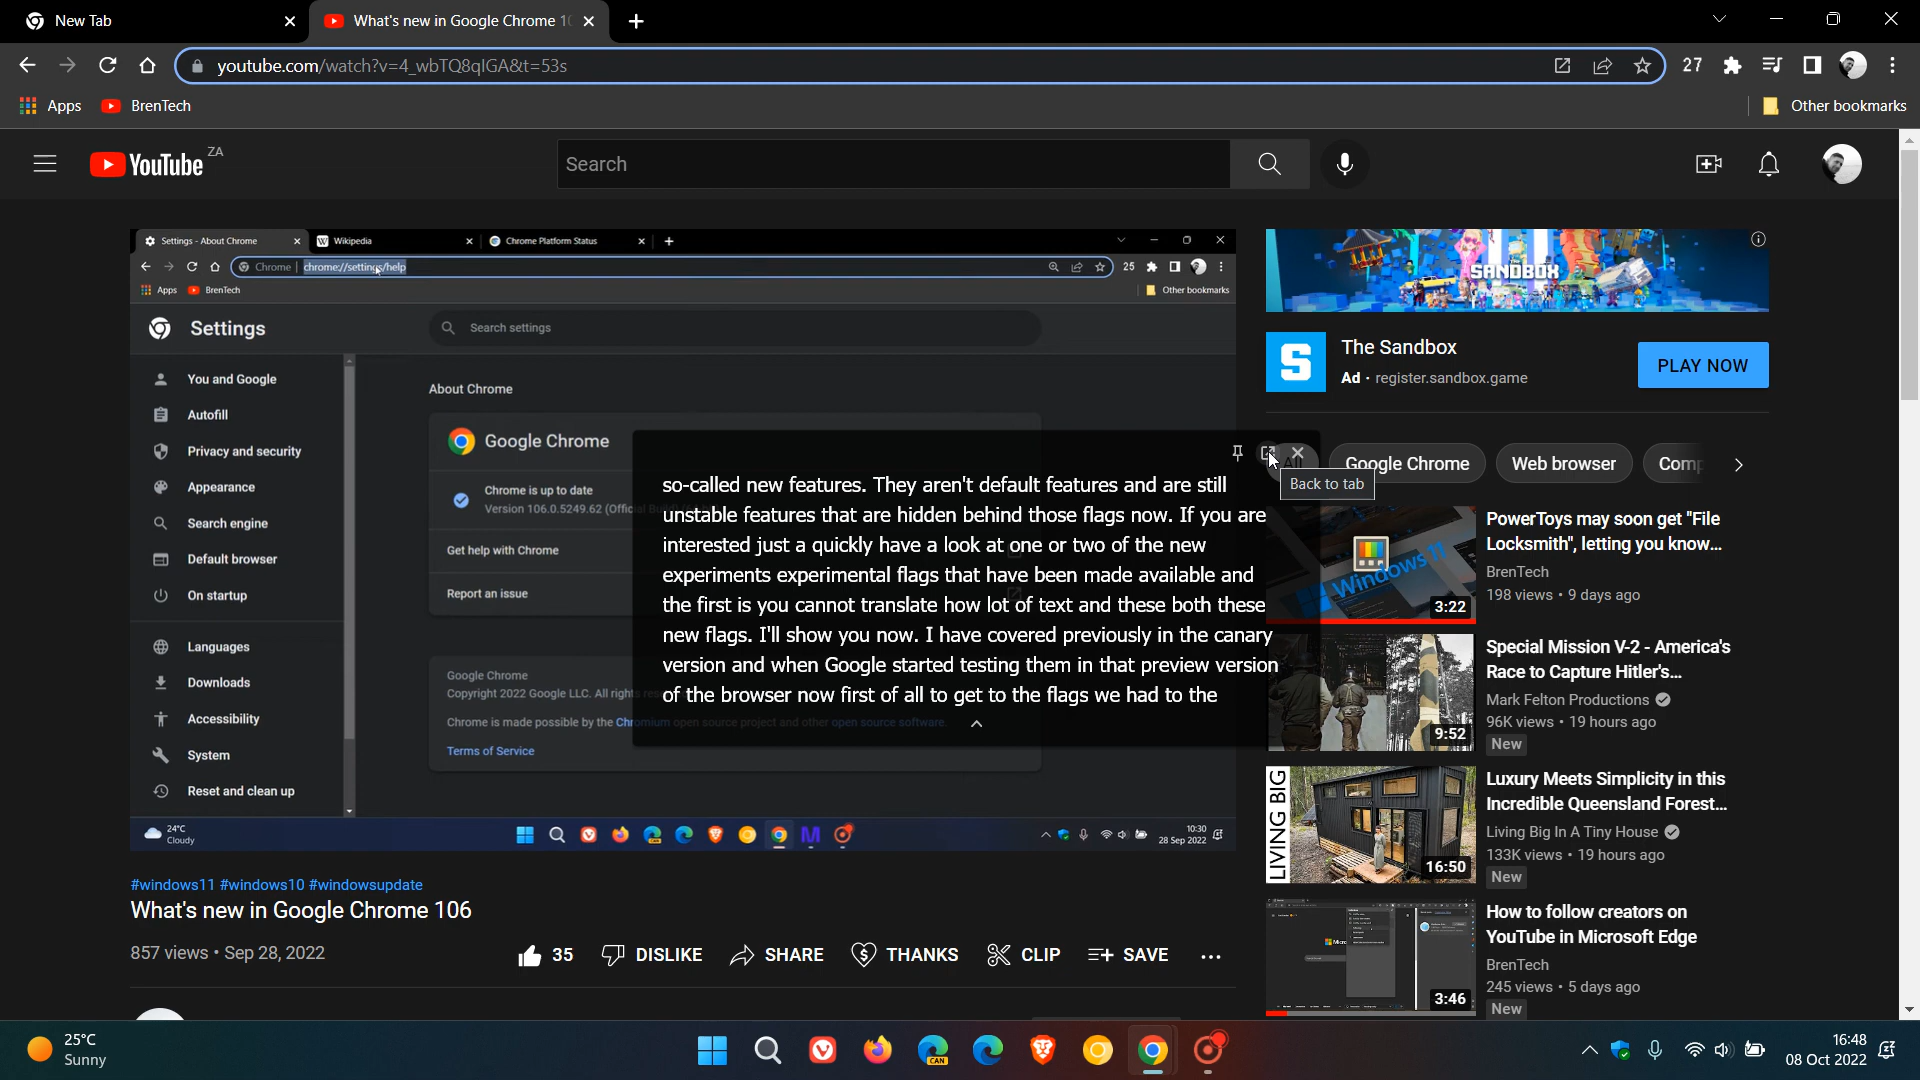 New Tab
What's new in Google Chrome 10
youtube.com/watch?v=4_wbTQ8qIGA&t=53s
27
Apps
BrenTech
Other bookmarks
YouTube ZA
Search
Settings - About Chrome
Wikipedia
Chrome Platform Status
Chrome
chrome://settings/help
25
Apps
BrenTech
Other bookmarks
Settings
Search settings
You and Google
Autofill
Privacy and security
Appearance
Search engine
Default browser
On startup
Languages
Downloads
Accessibility
System
Reset and clean up
About Chrome
Google Chrome
Chrome is up to date
Version 106.0.5249.62 (Official
Get help with Chrome
Report an issue
Google Chrome
Copyright 2022 Google LLC. All rights
Chrome is made possible by the Chromium open source project and other open source software.
Terms of Service
24°C
Cloudy
10:30
28 Sep 2022
so-called new features. They aren't default features and are still
unstable features that are hidden behind those flags now. If you are
interested just a quickly have a look at one or two of the new
experiments experimental flags that have been made available and
the first is you cannot translate how lot of text and these both these
new flags. I'll show you now. I have covered previously in the canary
version and when Google started testing them in that preview version
of the browser now first of all to get to the flags we had to the
Back to tab
#windows11 #windows10 #windowsupdate
What's new in Google Chrome 106
857 views • Sep 28, 2022
35
DISLIKE
SHARE
THANKS
CLIP
SAVE
THE SANDBOX
The Sandbox
Ad • register.sandbox.game
PLAY NOW
All
Google Chrome
Web browser
Comp
Windows 11
3:22
PowerToys may soon get "File
Locksmith", letting you know...
BrenTech
198 views • 9 days ago
9:52
Special Mission V-2 - America's
Race to Capture Hitler's...
Mark Felton Productions
96K views • 19 hours ago
New
LIVING BIG
16:50
Luxury Meets Simplicity in this
Incredible Queensland Forest...
Living Big In A Tiny House
133K views • 19 hours ago
New
3:46
How to follow creators on
YouTube in Microsoft Edge
BrenTech
245 views • 5 days ago
New
25°C
Sunny
CAN
16:48
08 Oct 2022